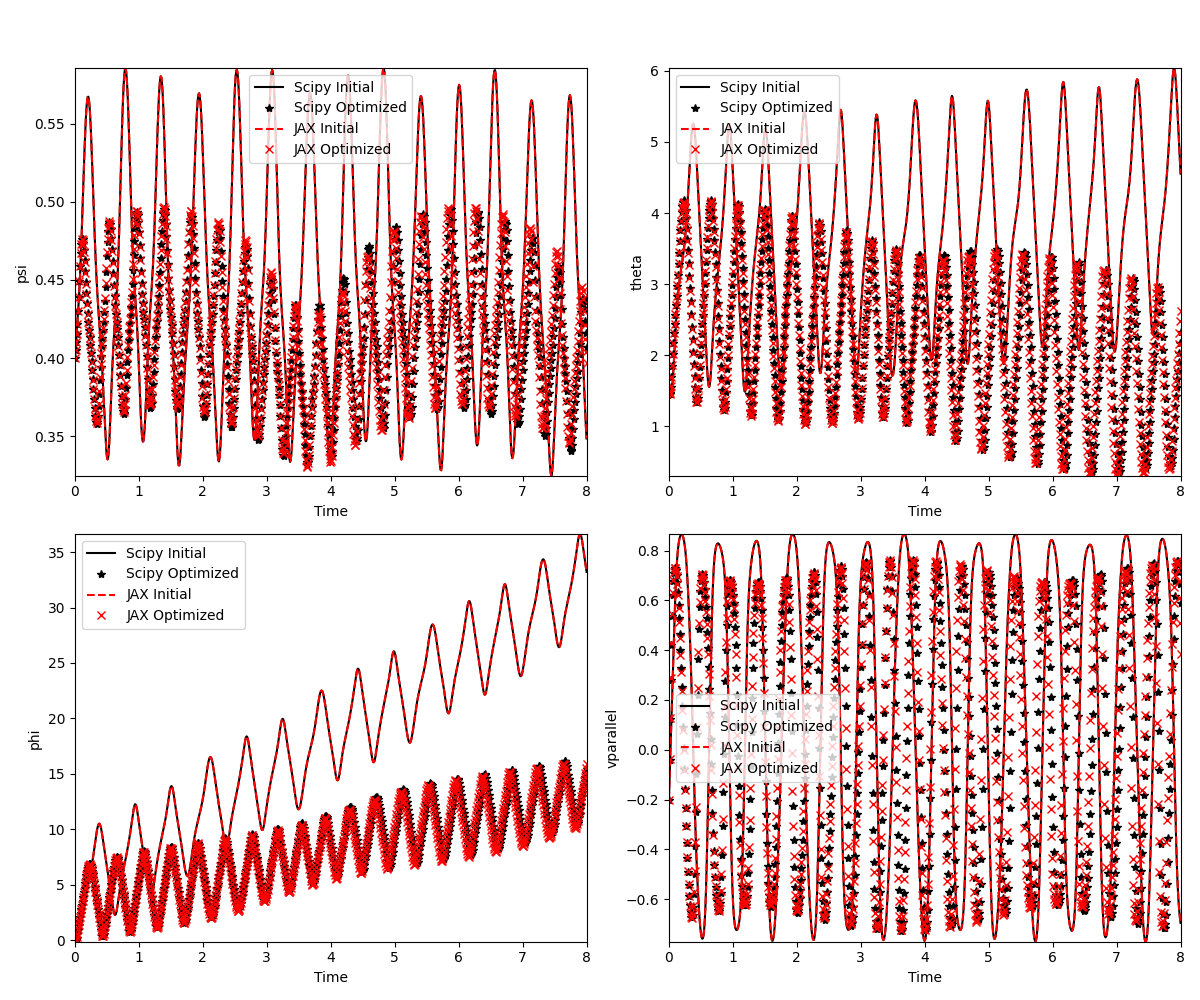 psi
0.55
0.50
0.45
0.40
0.35
Scipy Initial
Scipy Optimized
JAX Initial
JAX Optimized
0 1 2 3 4 5 6 7 8
Time
theta
6
5
4
3
2
1
Scipy Initial
Scipy Optimized
JAX Initial
JAX Optimized
0 1 2 3 4 5 6 7 8
Time
phi
35
30
25
20
15
10
5
0
Scipy Initial
Scipy Optimized
JAX Initial
JAX Optimized
0 1 2 3 4 5 6 7 8
Time
vparallel
0.8
0.6
0.4
0.2
0.0
−0.2
−0.4
−0.6
Scipy Initial
Scipy Optimized
JAX Initial
JAX Optimized
0 1 2 3 4 5 6 7 8
Time